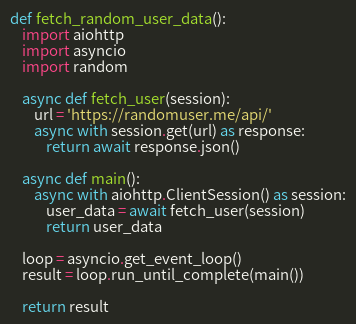 def fetch_random_user_data():
    import aiohttp
    import asyncio
    import random

    async def fetch_user(session):
        url = 'https://randomuser.me/api/'
        async with session.get(url) as response:
            return await response.json()

    async def main():
        async with aiohttp.ClientSession() as session:
            user_data = await fetch_user(session)
            return user_data

    loop = asyncio.get_event_loop()
    result = loop.run_until_complete(main())

    return result